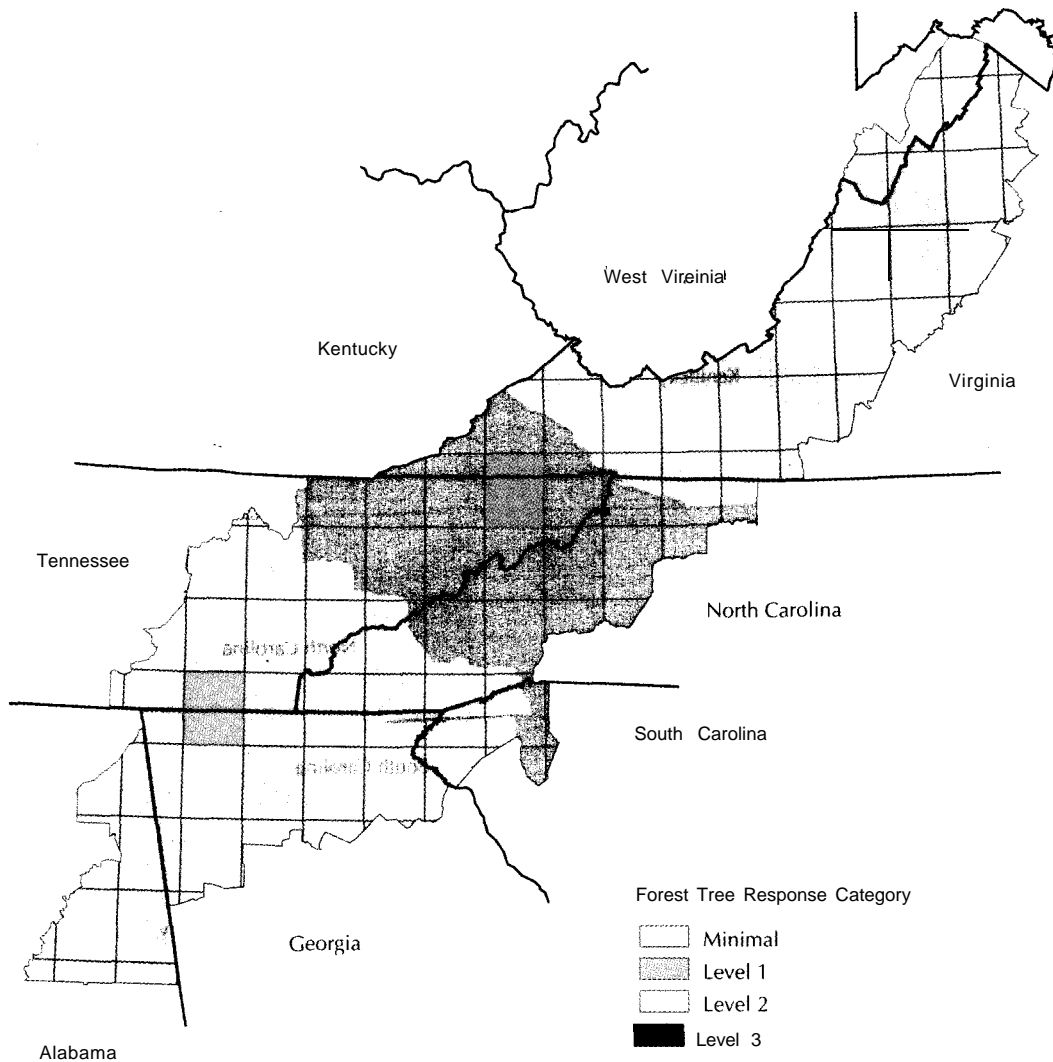 West Vireinia
Kentucky
Virginia
Tennessee
North Carolina
South Carolina
Georgia
Alabama
Forest Tree Response Category
Minimal
Level 1
Level 2
Level 3